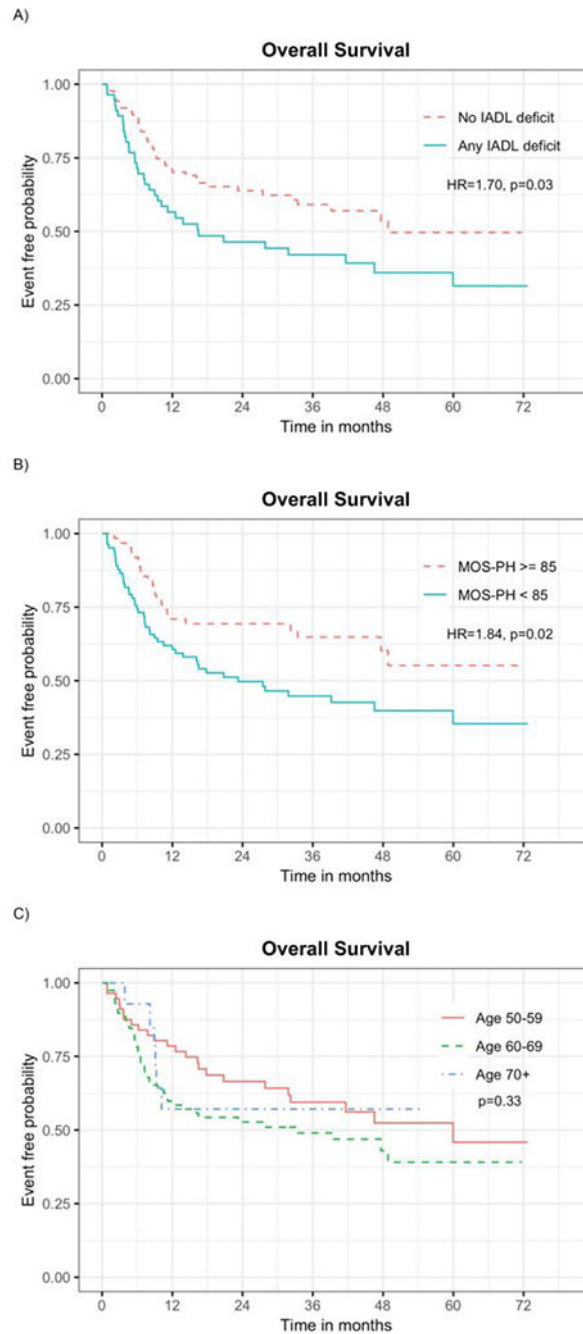 A)
Overall Survival
Event free probability
1.00
0.75
0.50
0.25
0.00
No IADL deficit
Any IADL deficit
HR=1.70, p=0.03
0 12 24 36 48 60 72
Time in months
B)
Overall Survival
Event free probability
1.00
0.75
0.50
0.25
0.00
MOS-PH >= 85
MOS-PH < 85
HR=1.84, p=0.02
0 12 24 36 48 60 72
Time in months
C)
Overall Survival
Event free probability
1.00
0.75
0.50
0.25
0.00
Age 50-59
Age 60-69
Age 70+
p=0.33
0 12 24 36 48 60 72
Time in months